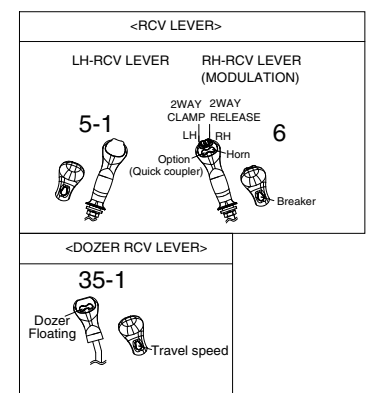 <RCV LEVER>
LH-RCV LEVER
RH-RCV LEVER
(MODULATION)
2WAY 2WAY
CLAMP RELEASE
LH RH
5-1
6
Option
(Quick coupler)
Horn
Breaker
<DOZER RCV LEVER>
35-1
Dozer
Floating
Travel speed